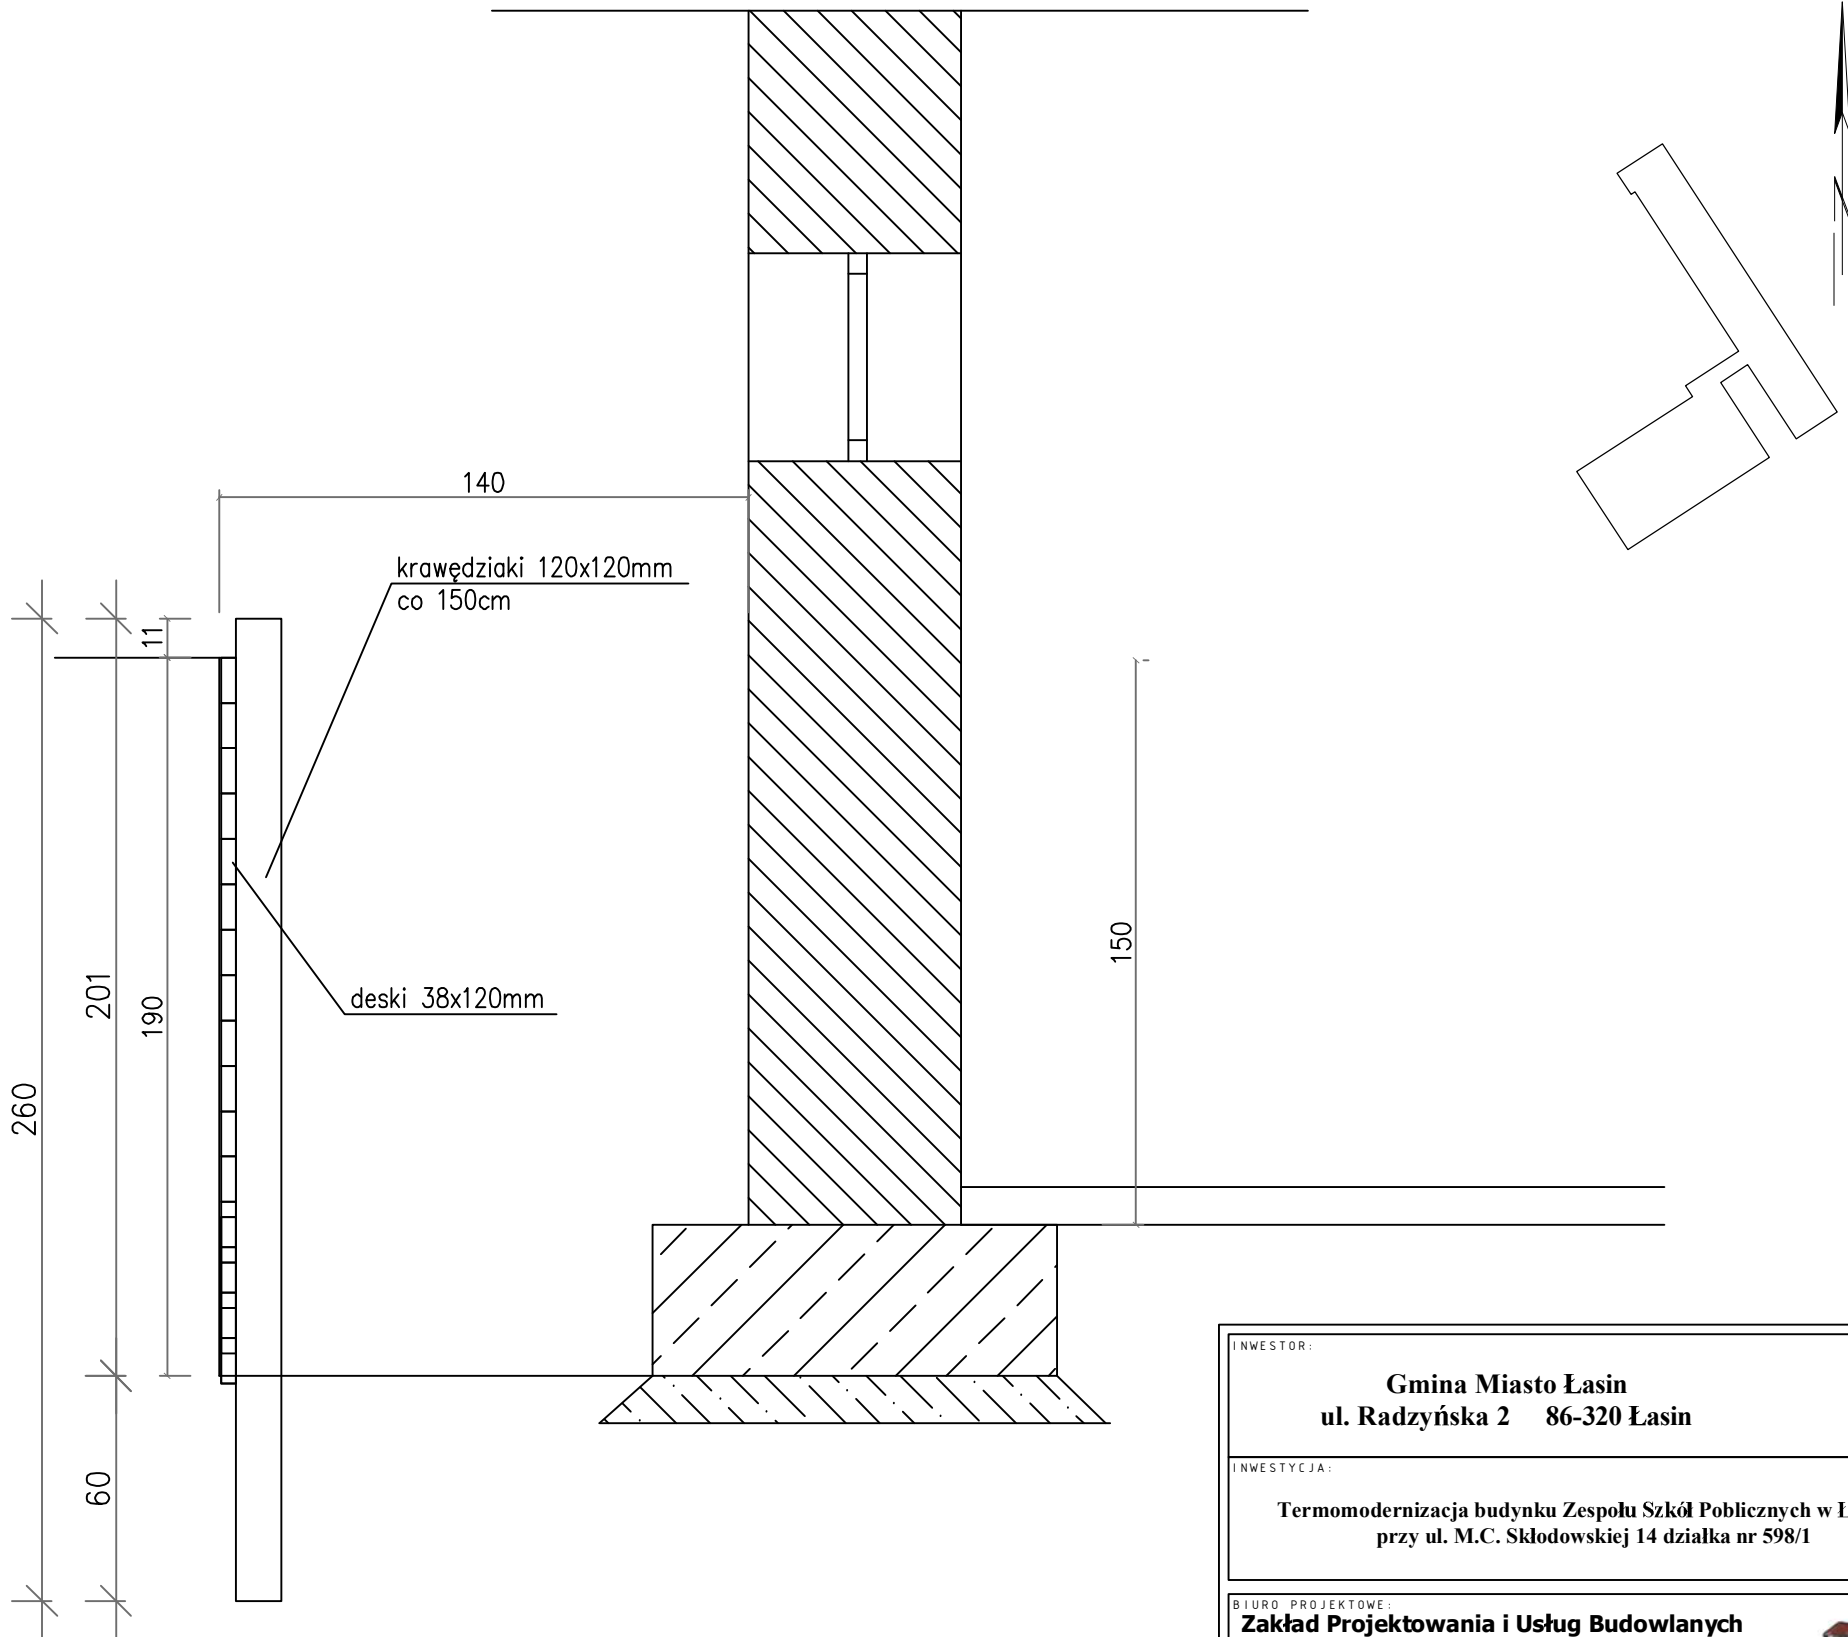 140
krawędziaki 120x120mm
co 150cm
11
201
190
260
deski 38x120mm
150
60
INWESTOR:
Gmina Miasto Łasin
ul. Radzyńska 2 86-320 Łasin
INWESTYCJA:
Termomodernizacja budynku Zespołu Szkół Poblicznych w Ł
przy ul. M.C. Skłodowskiej 14 działka nr 598/1
BIURO PROJEKTOWE:
Zakład Projektowania i Usług Budowlanych